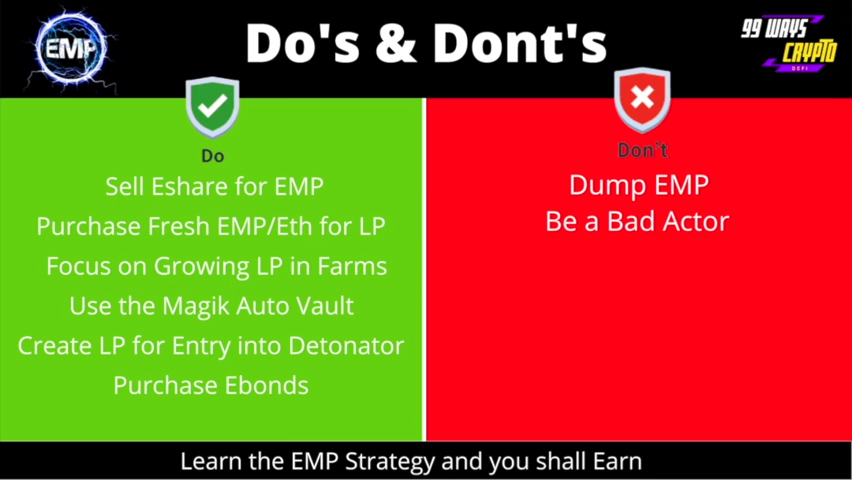 EMP
Do's & Dont's
99 WAYS
CRYPTO
DEFI
Do
Sell Eshare for EMP
Purchase Fresh EMP/Eth for LP
Focus on Growing LP in Farms
Use the Magik Auto Vault
Create LP for Entry into Detonator
Purchase Ebonds
Don't
Dump EMP
Be a Bad Actor
Learn the EMP Strategy and you shall Earn